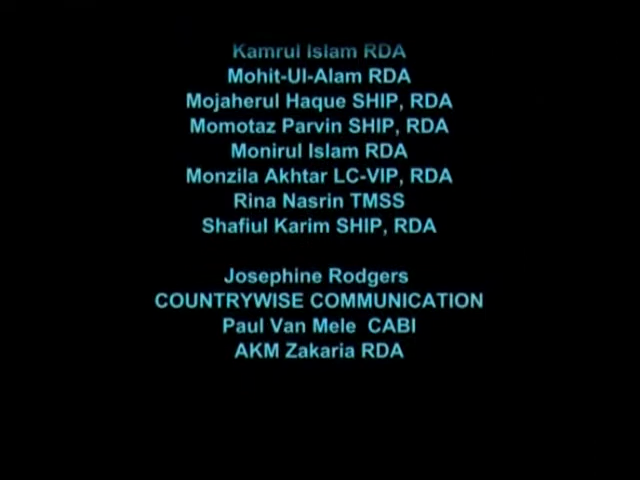 Kamrul Islam RDA
Mohit-Ul-Alam RDA
Mojaherul Haque SHIP, RDA
Momotaz Parvin SHIP, RDA
Monirul Islam RDA
Monzila Akhtar LC-VIP, RDA
Rina Nasrin TMSS
Shafiul Karim SHIP, RDA
Josephine Rodgers
COUNTRYWISE COMMUNICATION
Paul Van Mele CABI
AKM Zakaria RDA